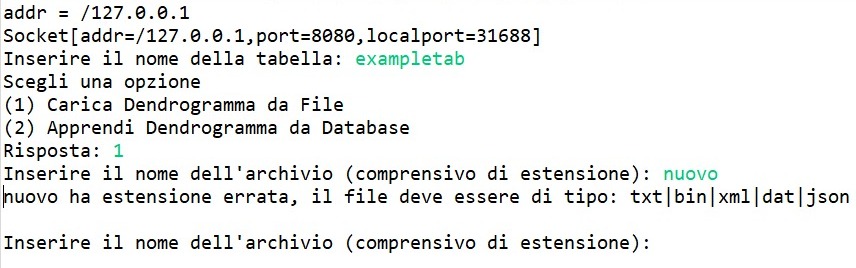 addr = /127.0.0.1
Socket[addr=/127.0.0.1,port=8080,localport=31688]
Inserire il nome della tabella: exampletab
Scegli una opzione
(1) Carica Dendrogramma da File
(2) Apprendi Dendrogramma da Database
Risposta: 1
Inserire il nome dell'archivio (comprensivo di estensione): nuovo
nuovo ha estensione errata, il file deve essere di tipo: txt|bin|xml|dat|json
Inserire il nome dell'archivio (comprensivo di estensione):